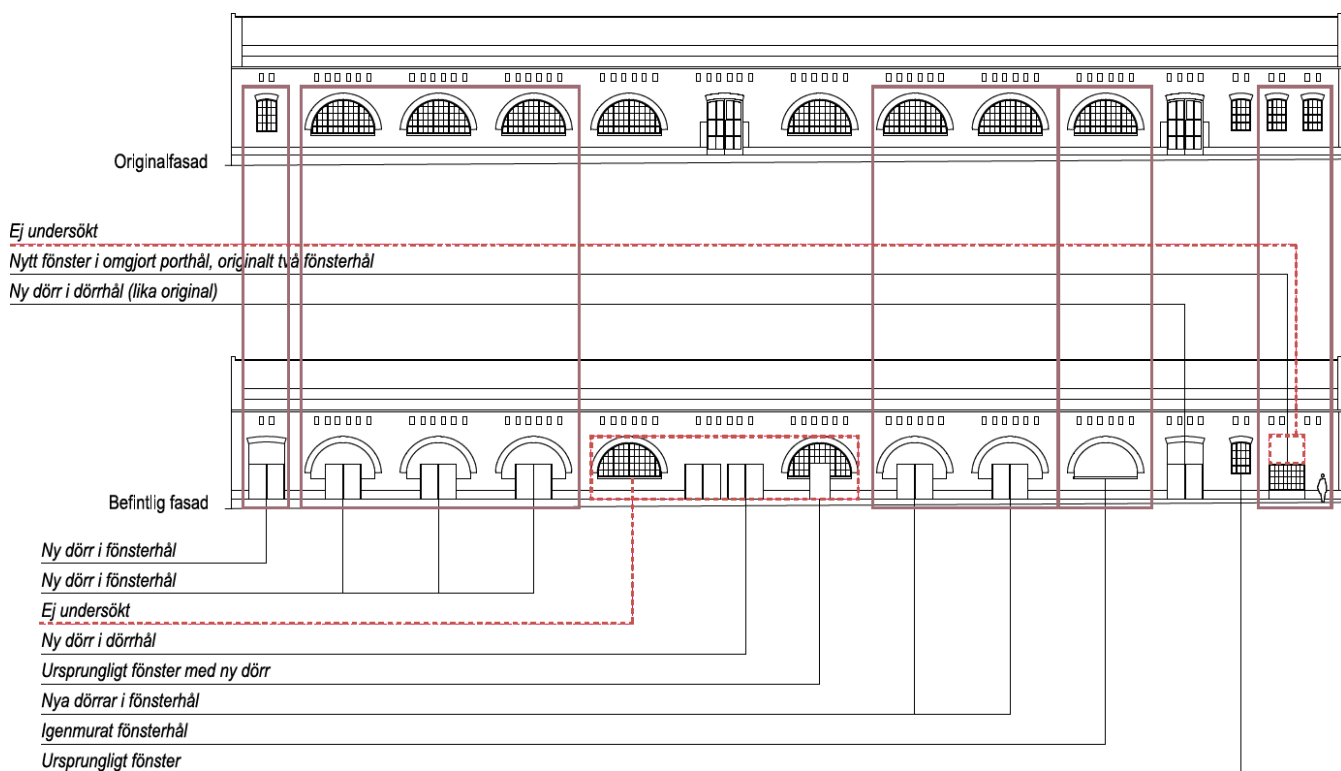 Originalfasad
Ej undersökt
Nytt fönster i omgjort porthål, originalt två fönsterhål
Ny dörr i dörrhål (lika original)
Befintlig fasad
Ny dörr i fönsterhål
Ny dörr i fönsterhål
Ej undersökt
Ny dörr i dörrhål
Ursprungligt fönster med ny dörr
Nya dörrar i fönsterhål
Igenmurat fönsterhål
Ursprungligt fönster